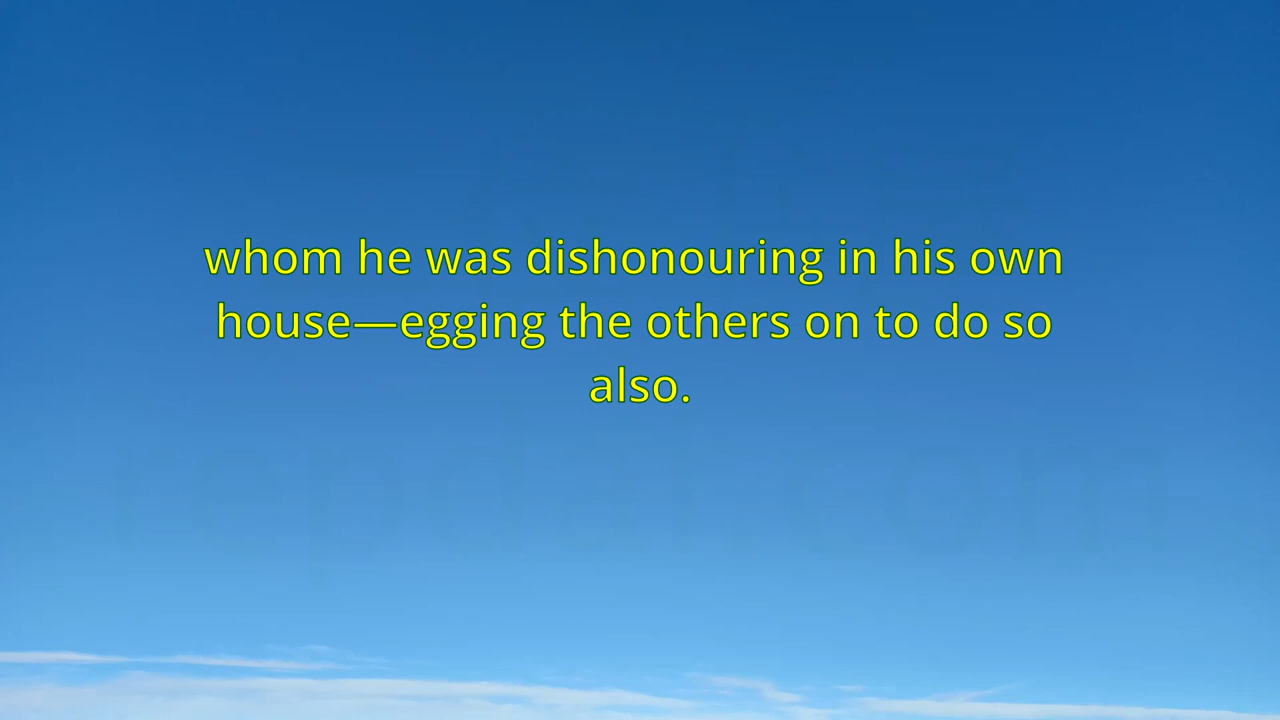 whom he was dishonouring in his own
house—egging the others on to do so
also.